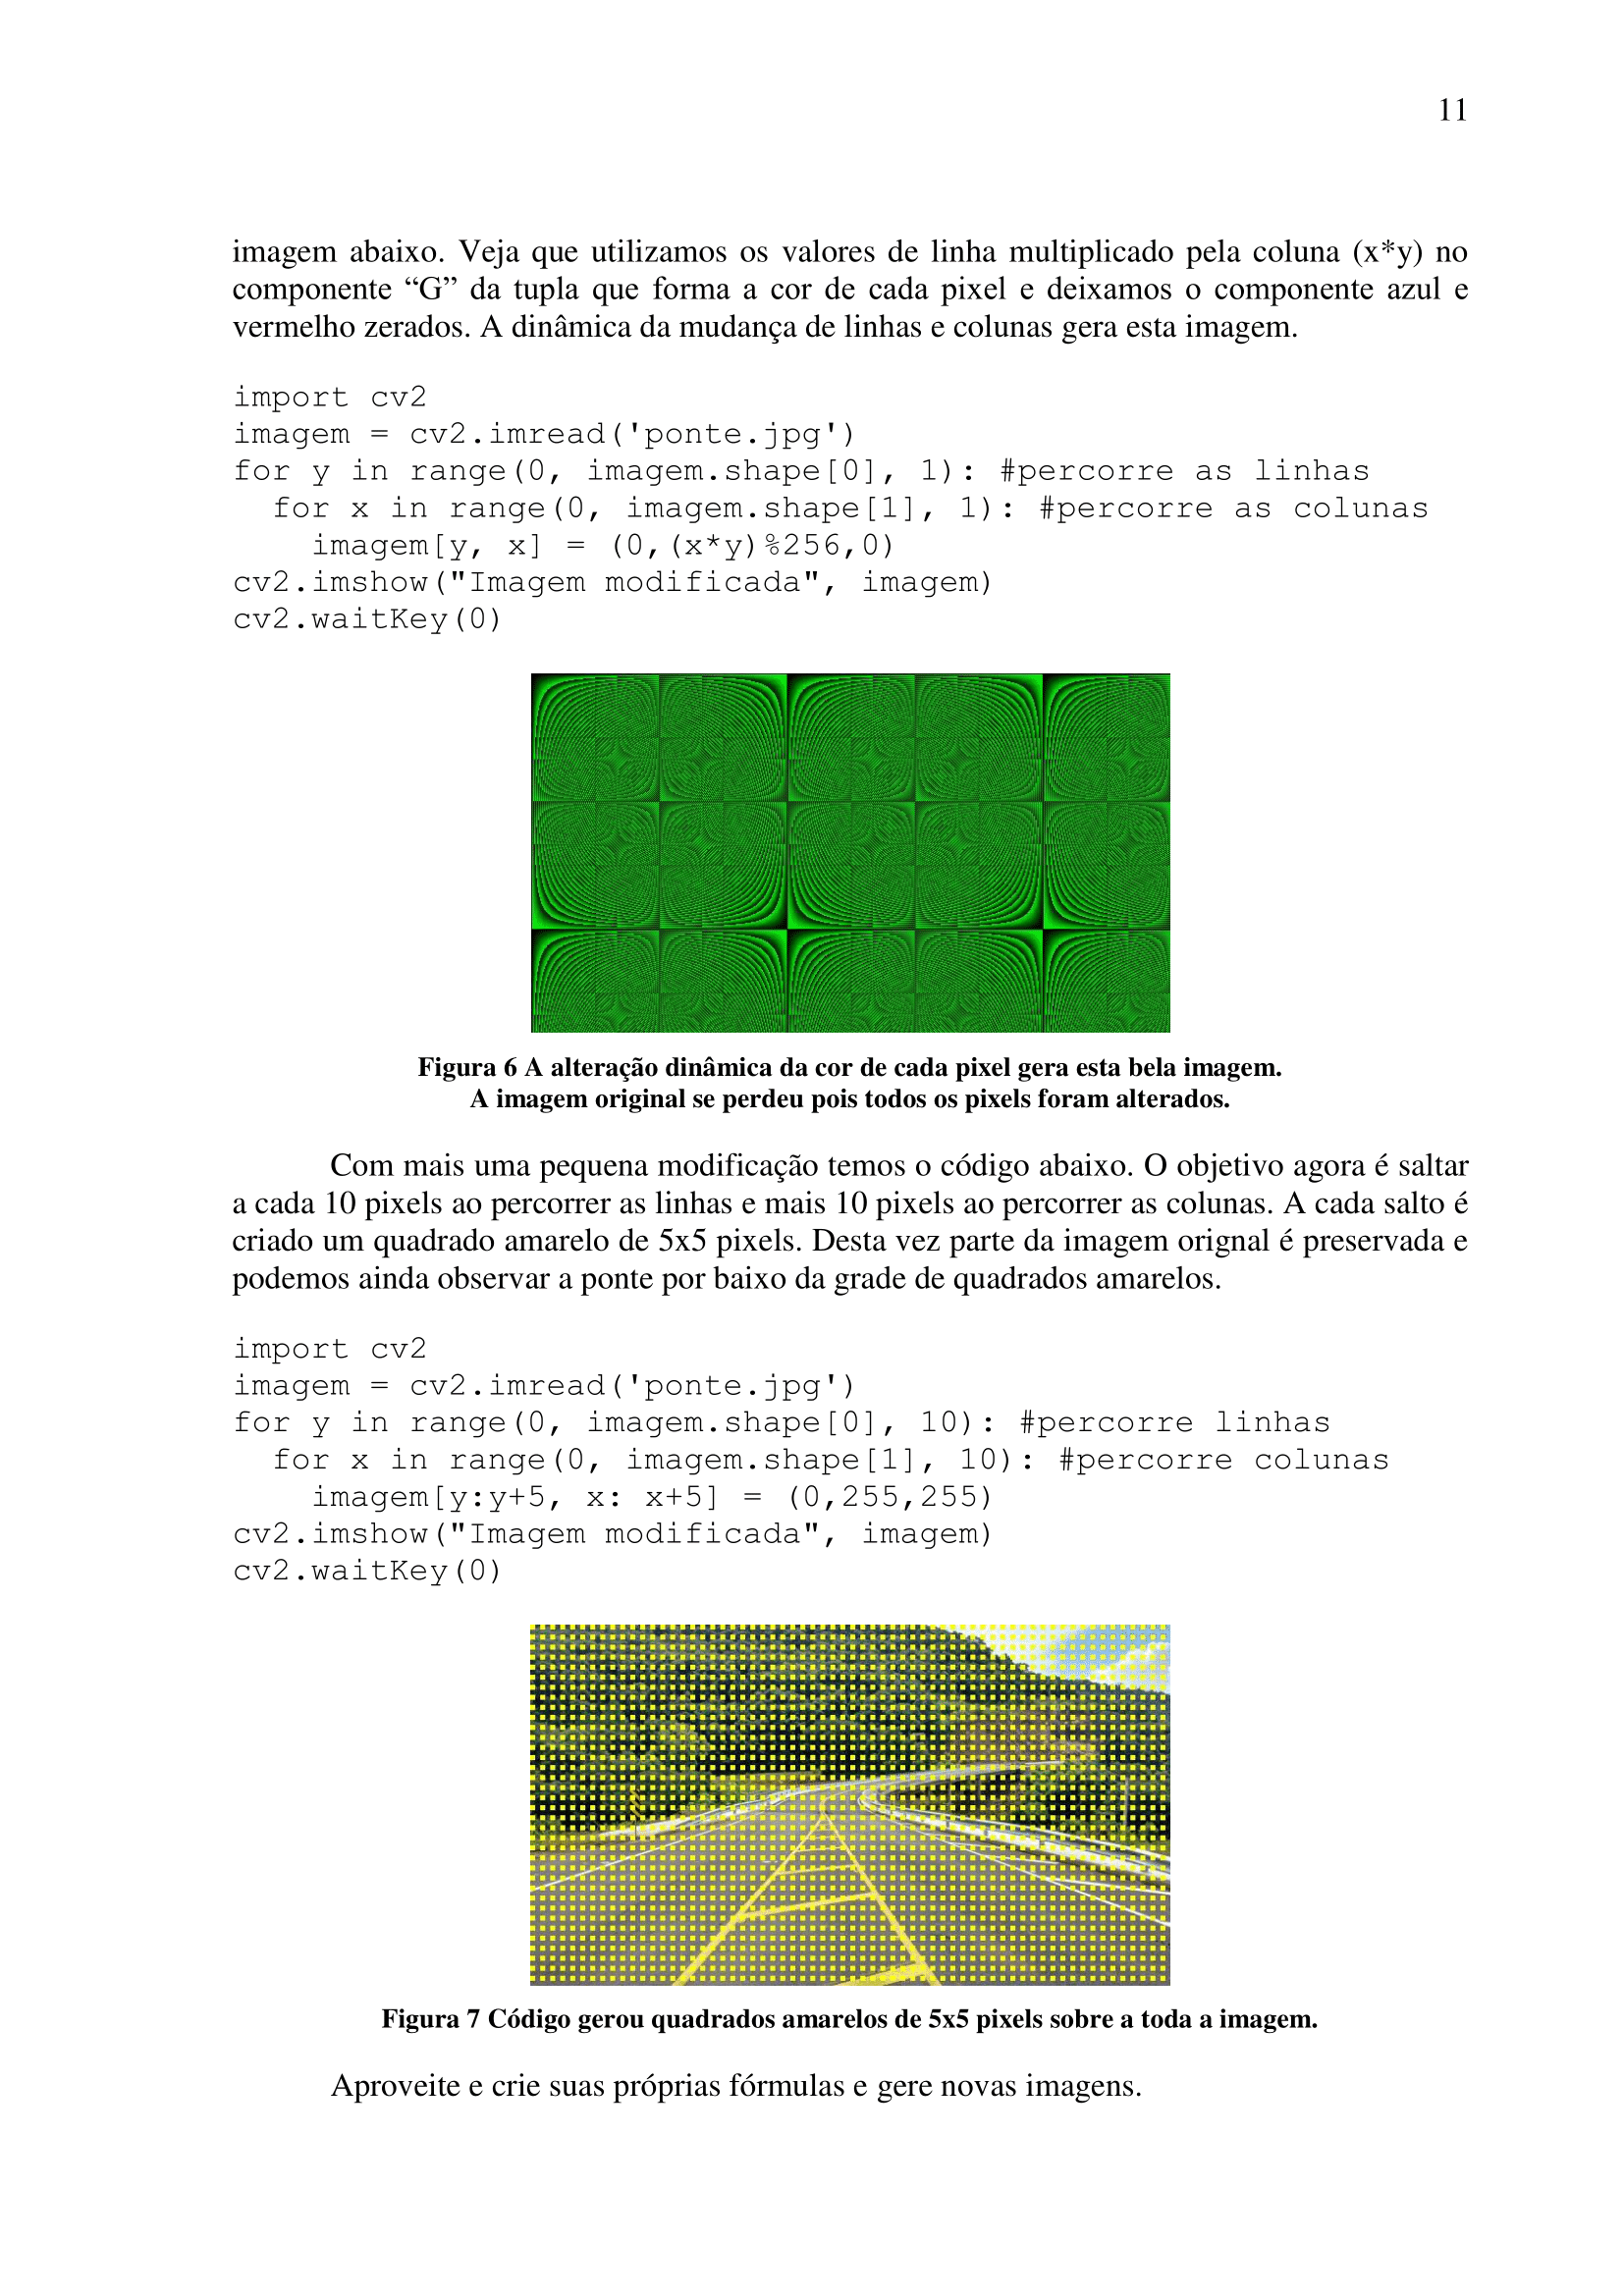 11
imagem abaixo. Veja que utilizamos os valores de linha multiplicado pela coluna (x*y) no
componente “G” da tupla que forma a cor de cada pixel e deixamos o componente azul e
vermelho zerados. A dinâmica da mudança de linhas e colunas gera esta imagem.
import cv2
imagem = cv2.imread('ponte.jpg')
for y in range(0, imagem.shape[0], 1): #percorre as linhas
  for x in range(0, imagem.shape[1], 1): #percorre as colunas
    imagem[y, x] = (0,(x*y)%256,0)
cv2.imshow("Imagem modificada", imagem)
cv2.waitKey(0)
Figura 6 A alteração dinâmica da cor de cada pixel gera esta bela imagem.
A imagem original se perdeu pois todos os pixels foram alterados.
Com mais uma pequena modificação temos o código abaixo. O objetivo agora é saltar
a cada 10 pixels ao percorrer as linhas e mais 10 pixels ao percorrer as colunas. A cada salto é
criado um quadrado amarelo de 5x5 pixels. Desta vez parte da imagem orignal é preservada e
podemos ainda observar a ponte por baixo da grade de quadrados amarelos.
import cv2
imagem = cv2.imread('ponte.jpg')
for y in range(0, imagem.shape[0], 10): #percorre linhas
  for x in range(0, imagem.shape[1], 10): #percorre colunas
    imagem[y:y+5, x: x+5] = (0,255,255)
cv2.imshow("Imagem modificada", imagem)
cv2.waitKey(0)
Figura 7 Código gerou quadrados amarelos de 5x5 pixels sobre a toda a imagem.
Aproveite e crie suas próprias fórmulas e gere novas imagens.